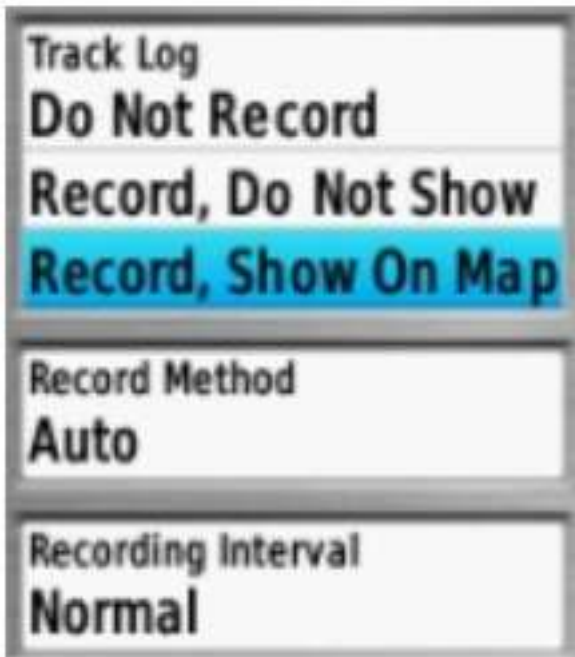 Track Log
Do Not Record
Record, Do Not Show
Record, Show On Map
Record Method
Auto
Recording Interval
Normal